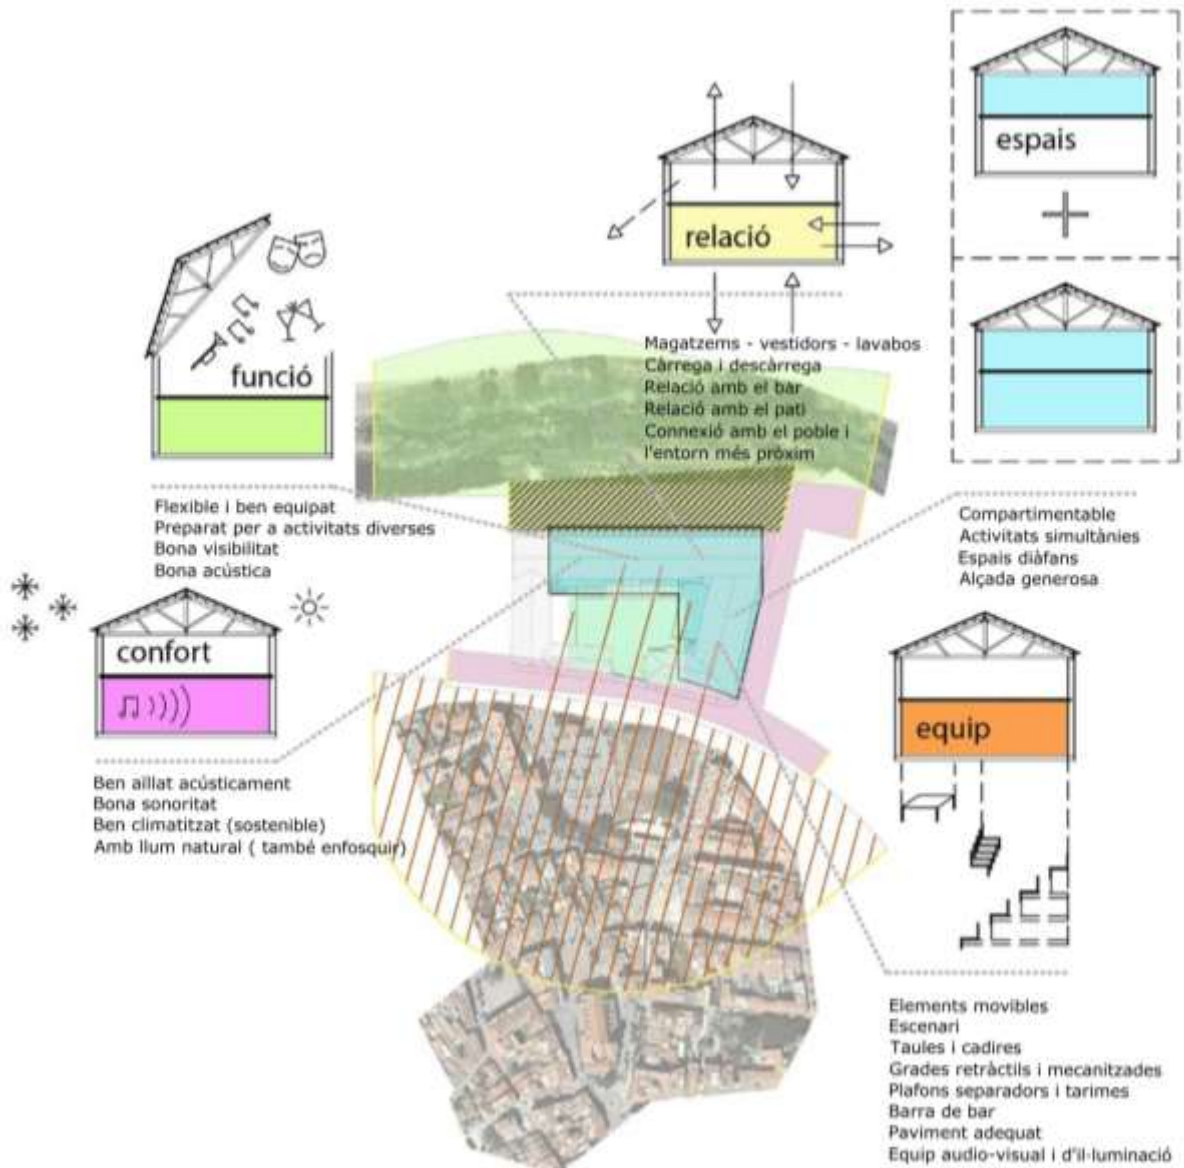 espais
relació
Magatzems - vestidors - lavabos
Càrrega i descàrrega
Relació amb el bar
Relació amb el pati
Connexió amb el poble i
l'entorn més pròxim
funció
Flexible i ben equipat
Preparat per a activitats diverses
Bona visibilitat
Bona acústica
Compartimentable
Activitats simultànies
Espais diàfans
Alçada generosa
confort
Ben aïllat acústicament
Bona sonoritat
Ben climatitzat (sostenible)
Amb llum natural ( també enfosquir)
equip
Elements movibles
Escenari
Taules i cadires
Grades retràctils i mecanitzades
Plafons separadors i tarimes
Barra de bar
Paviment adequat
Equip audio-visual i d'il·luminació